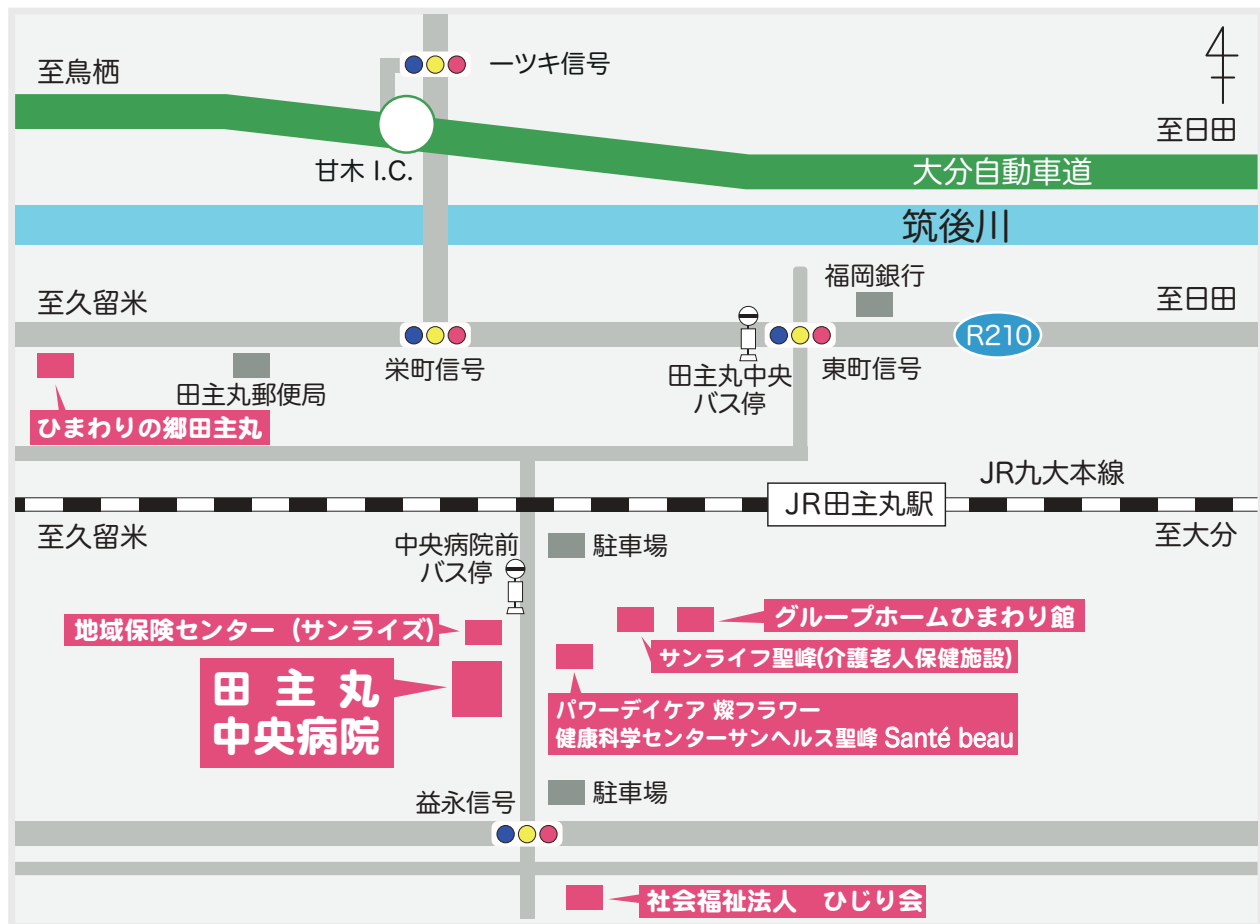 一ツキ信号
至鳥栖
至日田
甘木 I.C.
大分自動車道
筑後川
福岡銀行
至久留米
至日田
R210
栄町信号
田主丸中央
バス停
東町信号
田主丸郵便局
ひまわりの郷田主丸
JR九大本線
JR田主丸駅
至久留米
至大分
中央病院前
バス停
駐車場
地域保険センター（サンライズ）
グループホームひまわり館
サンライフ聖峰(介護老人保健施設)
田 主 丸
中央病院
パワーデイケア 燦フラワー
健康科学センターサンヘルス聖峰 Santé beau
益永信号
駐車場
社会福祉法人　ひじり会